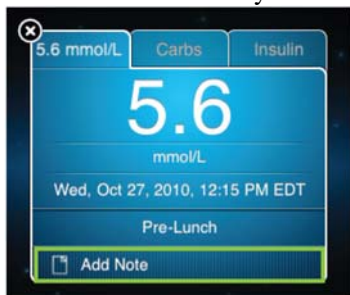 5.6 mmol/L Carbs Insulin
5.6
mmol/L
Wed, Oct 27, 2010, 12:15 PM EDT
Pre-Lunch
Add Note